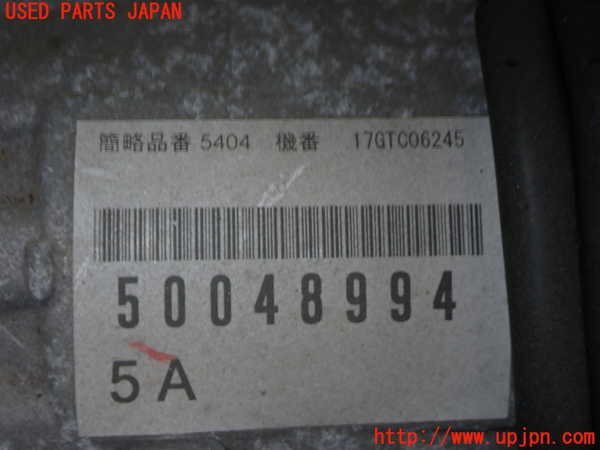 USED PARTS JAPAN
簡略品番 5404 機番 17GTC06245
50048994
5A
http://www.upjpn.com